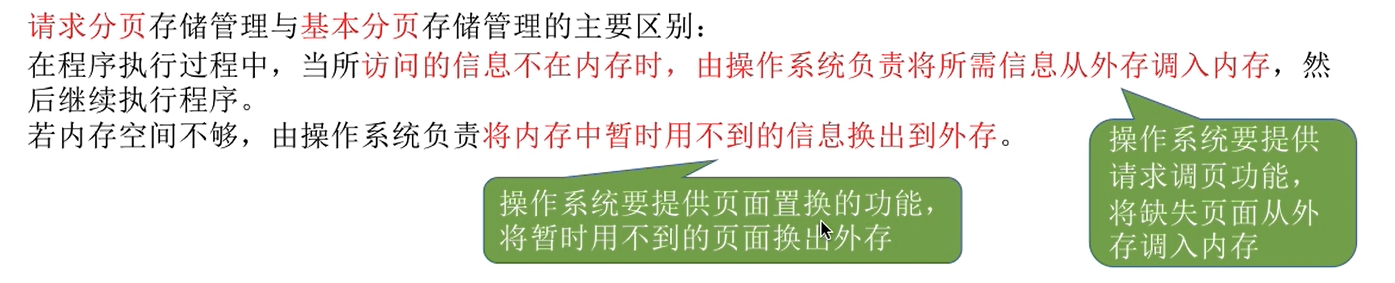 请求分页存储管理与基本分页存储管理的主要区别：
在程序执行过程中，当所访问的信息不在内存时，由操作系统负责将所需信息从外存调入内存，然
后继续执行程序。
若内存空间不够，由操作系统负责将内存中暂时用不到的信息换出到外存。
操作系统要提供页面置换的功能，
将暂时用不到的页面换出外存
操作系统要提供
请求调页功能，
将缺失页面从外
存调入内存